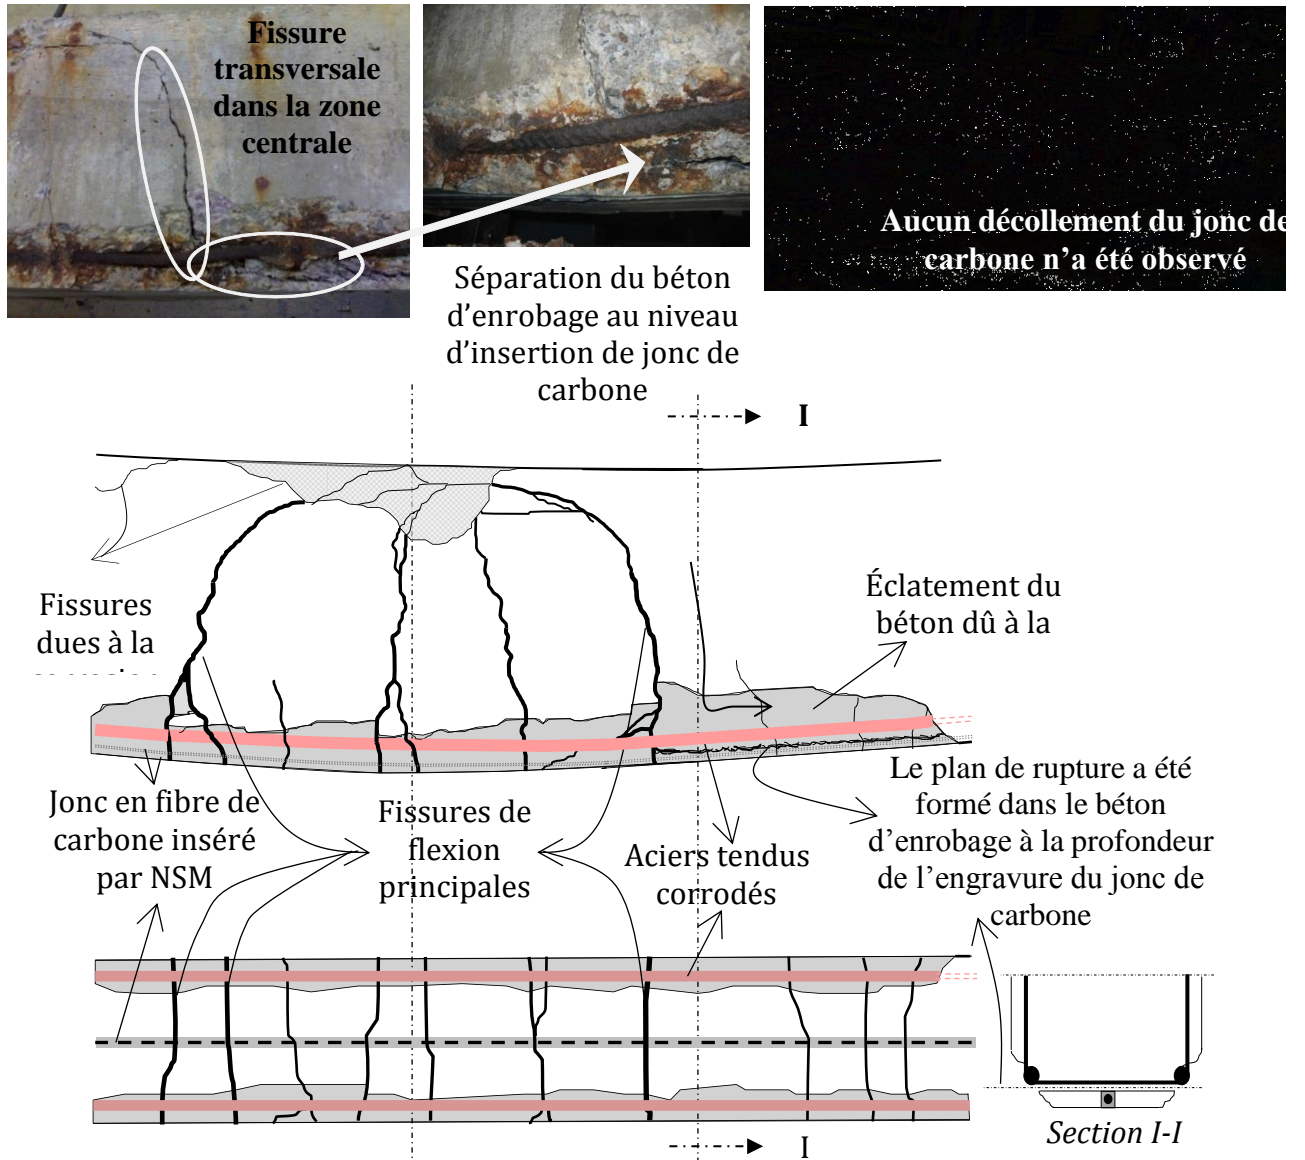 Fissure
transversale
dans la zone
centrale
Aucun décollement du jonc de
carbone n’a été observé
Séparation du béton
d’enrobage au niveau
d’insertion de jonc de
carbone
I
Fissures
dues à la
Éclatement du
béton dû à la
Jonc en fibre de
carbone inséré
par NSM
Fissures de
flexion
principales
Aciers tendus
corrodés
Le plan de rupture a été
formé dans le béton
d’enrobage à la profondeur
de l’engravure du jonc de
carbone
Section I-I
I